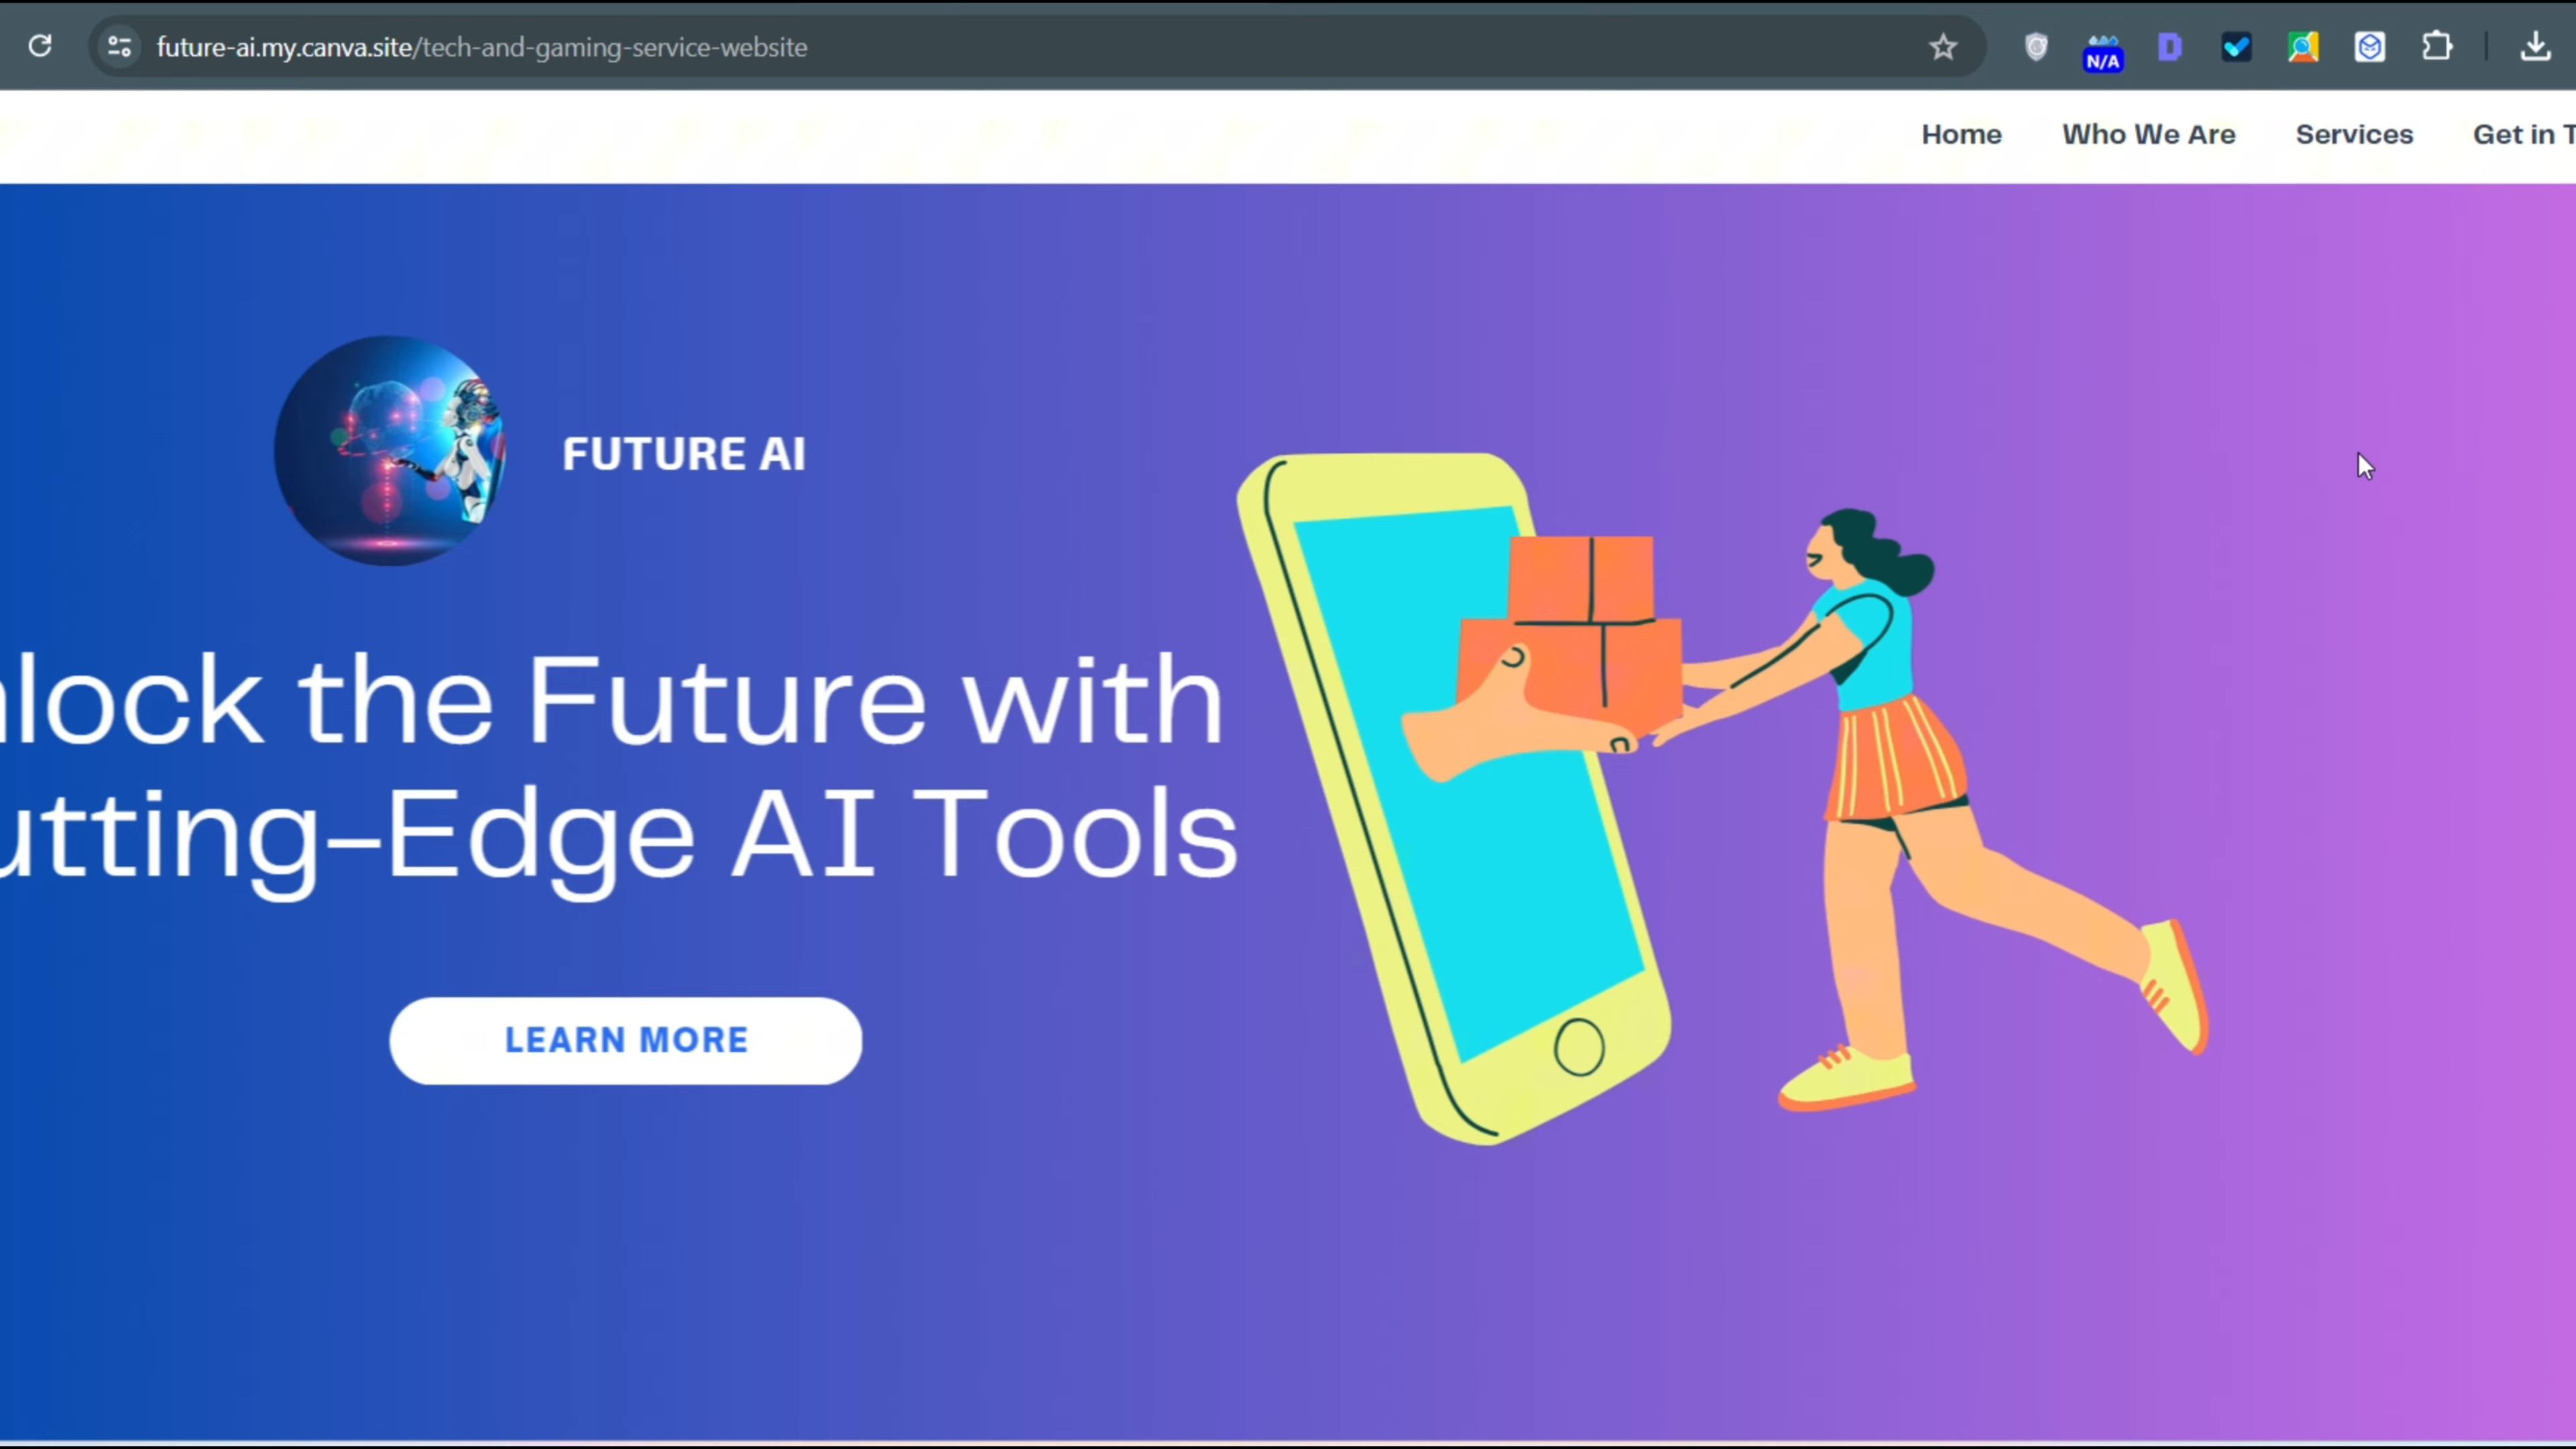 future-ai.my.canva.site/tech-and-gaming-service-website
N/A
Home Who We Are Services Get in T
FUTURE AI
nlock the Future with
utting-Edge AI Tools
LEARN MORE